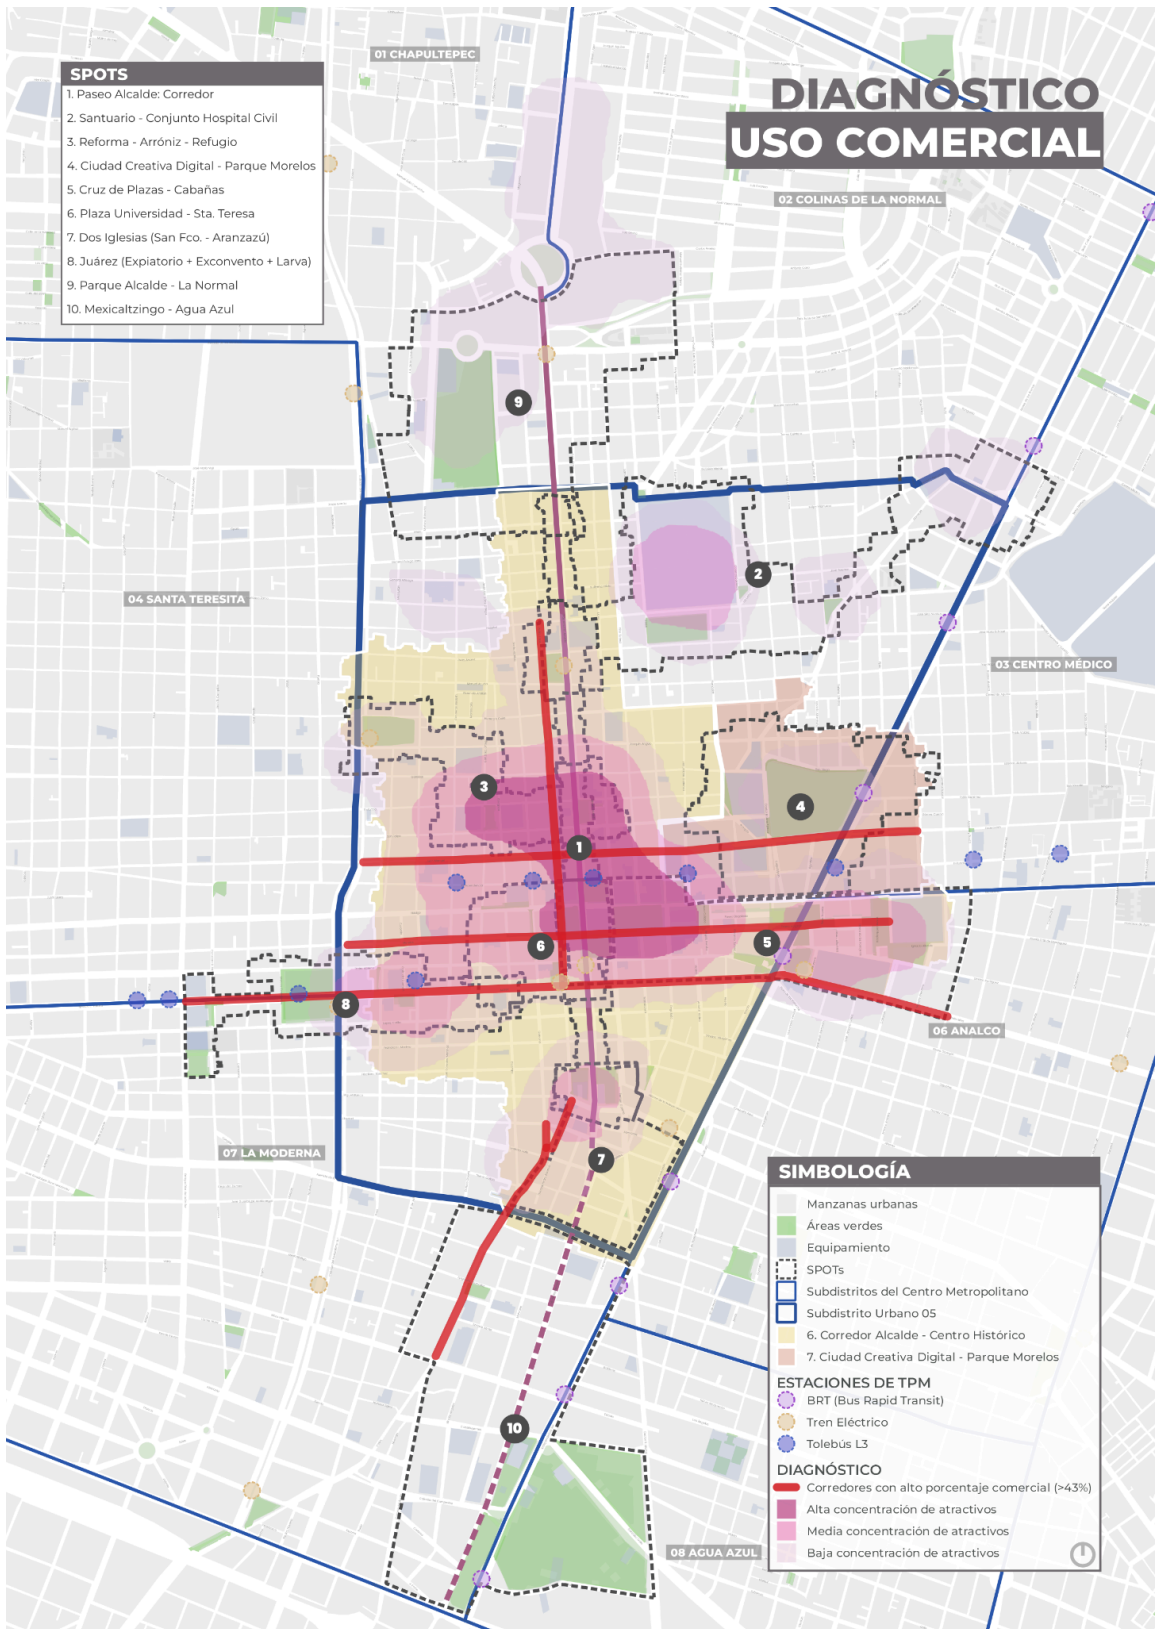 01 CHAPULTEPEC
SPOTS
1. Paseo Alcalde: Corredor
2. Santuario - Conjunto Hospital Civil
3. Reforma - Arróniz - Refugio
4. Ciudad Creativa Digital - Parque Morelos
5. Cruz de Plazas - Cabañas
6. Plaza Universidad - Sta. Teresa
7. Dos Iglesias (San Fco. - Aranzazú)
8. Juárez (Expiatorio + Exconvento + Larva)
9. Parque Alcalde - La Normal
10. Mexicaltzingo - Agua Azul
DIAGNÓSTICO
USO COMERCIAL
02 COLINAS DE LA NORMAL
9
2
04 SANTA TERESITA
03 CENTRO MÉDICO
3
4
1
6
5
8
06 ANALCO
07 LA MODERNA
7
10
08 AGUA AZUL
SIMBOLOGÍA
Manzanas urbanas
Áreas verdes
Equipamiento
SPOTs
Subdistritos del Centro Metropolitano
Subdistrito Urbano 05
6. Corredor Alcalde - Centro Histórico
7. Ciudad Creativa Digital - Parque Morelos
ESTACIONES DE TPM
BRT (Bus Rapid Transit)
Tren Eléctrico
Tolebús L3
DIAGNÓSTICO
Corredores con alto porcentaje comercial (>43%)
Alta concentración de atractivos
Media concentración de atractivos
Baja concentración de atractivos